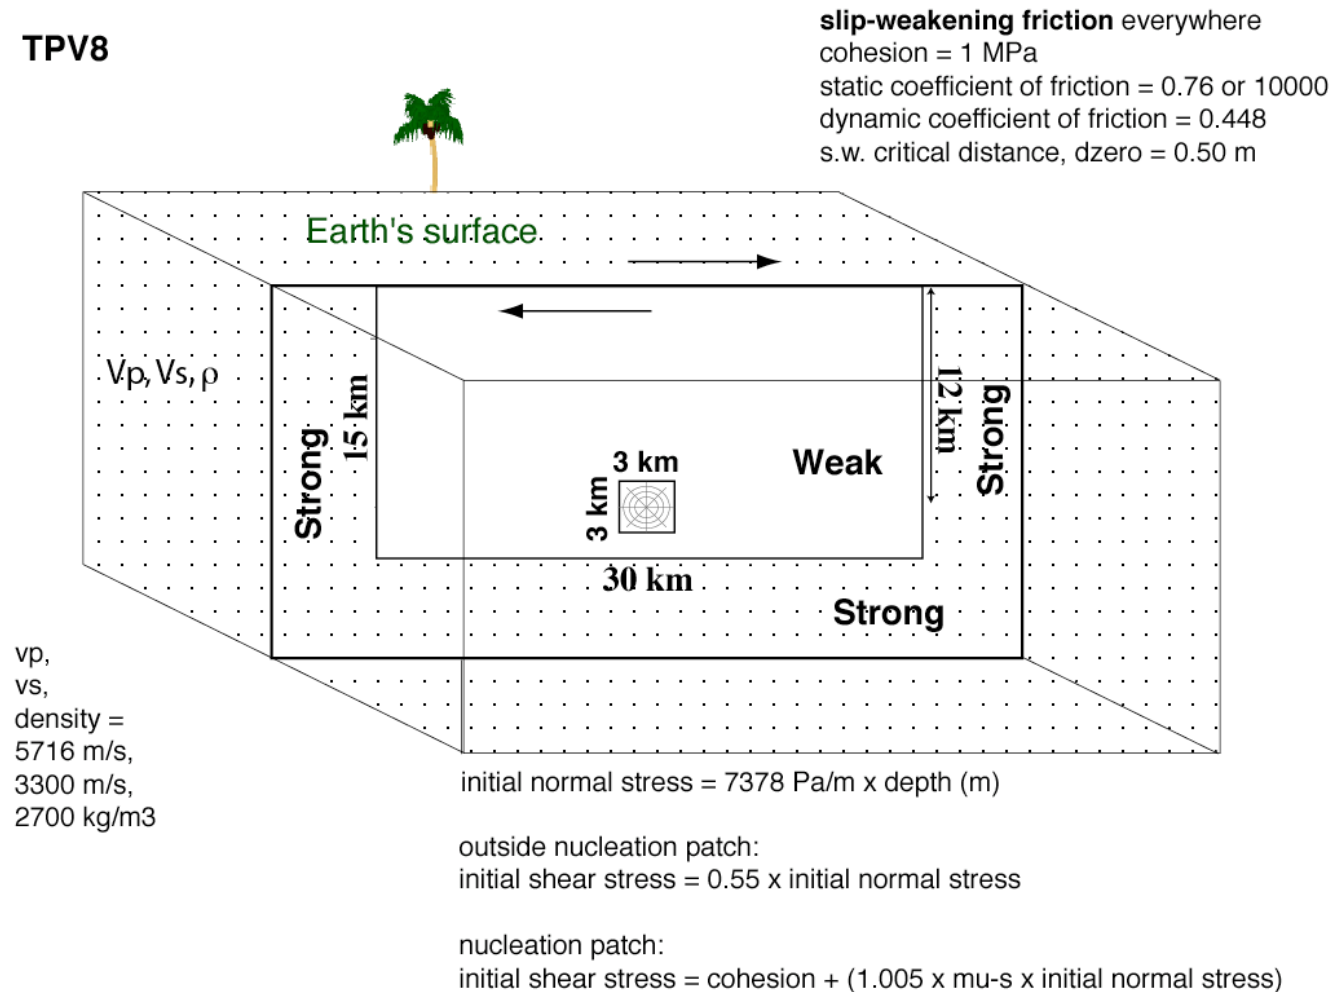 slip-weakening friction everywhere
TPV8
cohesion = 1 MPa
static coefficient of friction = 0.76 or 10000
dynamic coefficient of friction = 0.448
s.w. critical distance, dzero = 0.50 m
Earth's surface
Vp, Vs, ρ
Strong
15 km
12 km
Strong
Weak
3 km
3 km
30 km
Strong
vp,
vs,
density =
5716 m/s,
3300 m/s,
2700 kg/m3
initial normal stress = 7378 Pa/m x depth (m)
outside nucleation patch:
initial shear stress = 0.55 x initial normal stress
nucleation patch:
initial shear stress = cohesion + (1.005 x mu-s x initial normal stress)